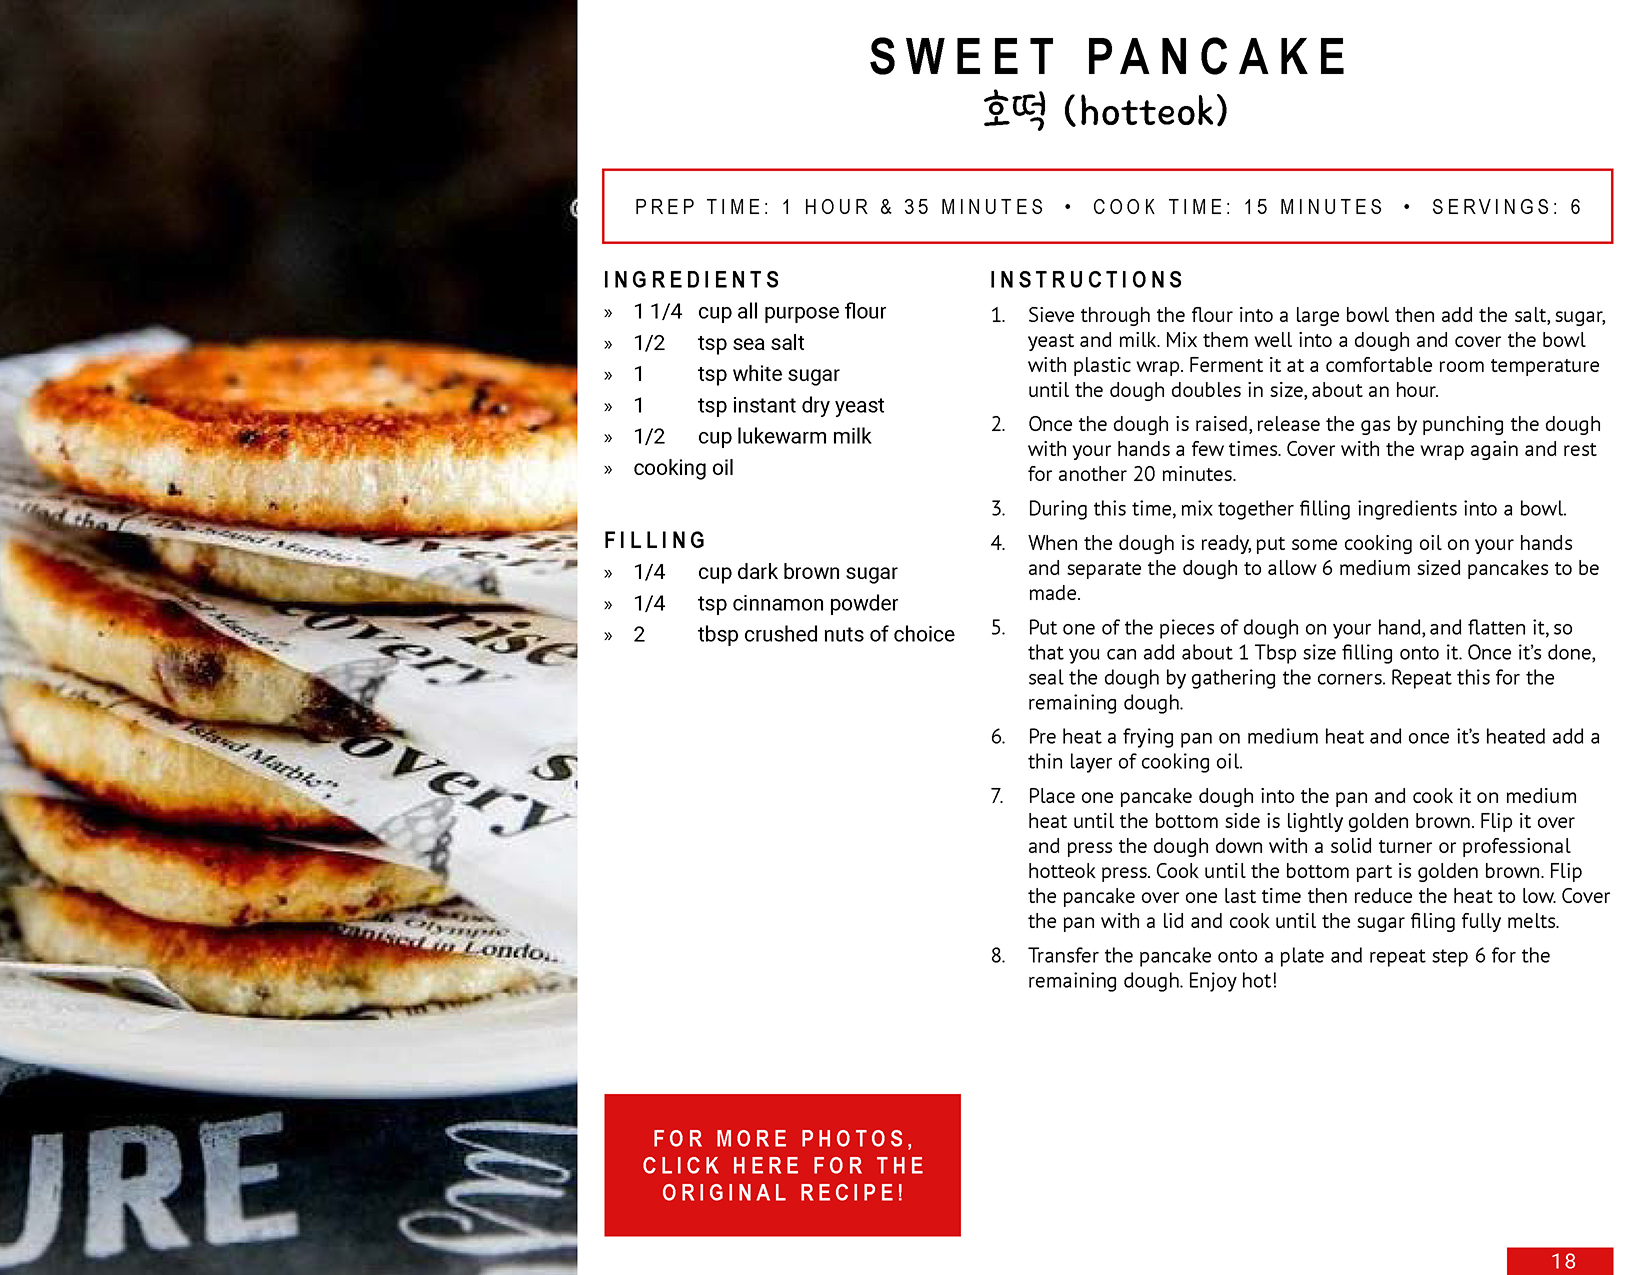 SWEET PANCAKE
호떡 (hotteok)
PREP TIME: 1 HOUR & 35 MINUTES • COOK TIME: 15 MINUTES • SERVINGS: 6
INGREDIENTS
» 1 1/4 cup all purpose flour
» 1/2 tsp sea salt
» 1 tsp white sugar
» 1 tsp instant dry yeast
» 1/2 cup lukewarm milk
» cooking oil
FILLING
» 1/4 cup dark brown sugar
» 1/4 tsp cinnamon powder
» 2 tbsp crushed nuts of choice
INSTRUCTIONS
1. Sieve through the flour into a large bowl then add the salt, sugar,
yeast and milk. Mix them well into a dough and cover the bowl
with plastic wrap. Ferment it at a comfortable room temperature
until the dough doubles in size, about an hour.
2. Once the dough is raised, release the gas by punching the dough
with your hands a few times. Cover with the wrap again and rest
for another 20 minutes.
3. During this time, mix together filling ingredients into a bowl.
4. When the dough is ready, put some cooking oil on your hands
and separate the dough to allow 6 medium sized pancakes to be
made.
5. Put one of the pieces of dough on your hand, and flatten it, so
that you can add about 1 Tbsp size filling onto it. Once it’s done,
seal the dough by gathering the corners. Repeat this for the
remaining dough.
6. Pre heat a frying pan on medium heat and once it’s heated add a
thin layer of cooking oil.
7. Place one pancake dough into the pan and cook it on medium
heat until the bottom side is lightly golden brown. Flip it over
and press the dough down with a solid turner or professional
hotteok press. Cook until the bottom part is golden brown. Flip
the pancake over one last time then reduce the heat to low. Cover
the pan with a lid and cook until the sugar filing fully melts.
8. Transfer the pancake onto a plate and repeat step 6 for the
remaining dough. Enjoy hot!
FOR MORE PHOTOS,
CLICK HERE FOR THE
ORIGINAL RECIPE!
18
The Island Marble
overy
Island Marble
overy
Olympic
in London
URE